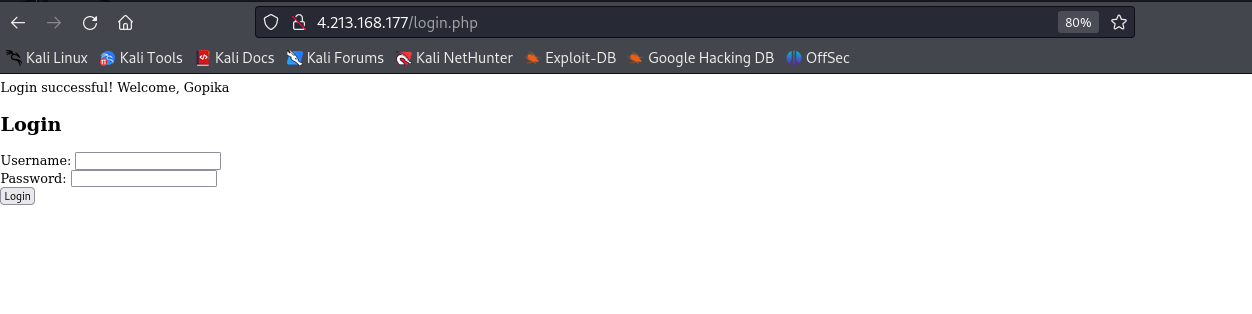 4.213.168.177/login.php 80%
Kali Linux Kali Tools Kali Docs Kali Forums Kali NetHunter Exploit-DB Google Hacking DB OffSec
Login successful! Welcome, Gopika
Login
Username:
Password:
Login